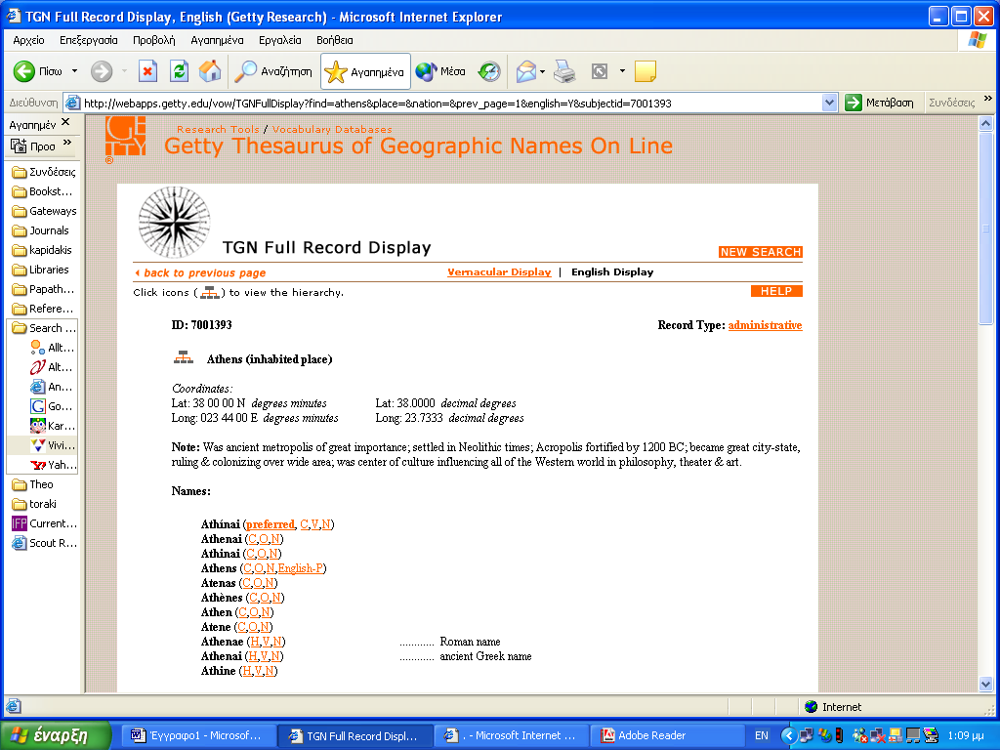 TGN Full Record Display, English (Getty Research) - Microsoft Internet Explorer
Αρχείο Επεξεργασία Προβολή Αγαπημένα Εργαλεία Βοήθεια
Πίσω Αναζήτηση Αγαπημένα Μέσα
Διεύθυνση http://webapps.getty.edu/vow/TGNFullDisplay?find=athens&place=&nation=&prev_page=1&english=Y&subjectid=7001393 Μετάβαση Συνδέσεις »
Αγαπημέν ×
Προσ »
Συνδέσεις
Bookst...
Gateways
Journals
kapidakis
Libraries
Papath...
Refere...
Search ...
Allt...
Alt...
An...
Go...
Kar...
Vivi...
Yah...
Theo
toraki
Current...
Scout R...
Research Tools / Vocabulary Databases
Getty Thesaurus of Geographic Names On Line
TGN Full Record Display
NEW SEARCH
back to previous page Vernacular Display | English Display
Click icons ( ) to view the hierarchy. HELP
ID: 7001393 Record Type: administrative
Athens (inhabited place)
Coordinates:
Lat: 38 00 00 N degrees minutes Lat: 38.0000 decimal degrees
Long: 023 44 00 E degrees minutes Long: 23.7333 decimal degrees
Note: Was ancient metropolis of great importance; settled in Neolithic times; Acropolis fortified by 1200 BC; became great city-state,
ruling & colonizing over wide area; was center of culture influencing all of the Western world in philosophy, theater & art.
Names:
Athínai (preferred, C,V,N)
Athenai (C,O,N)
Athinai (C,O,N)
Athens (C,O,N,English-P)
Atenas (C,O,N)
Athènes (C,O,N)
Athen (C,O,N)
Atene (C,O,N)
Athenae (H,V,N) ............ Roman name
Athenai (H,V,N) ............ ancient Greek name
Athine (H,V,N)
Internet
έναρξη Έγγραφο1 - Microsof... TGN Full Record Displ... . - Microsoft Internet ... Adobe Reader EN 1:09 μμ